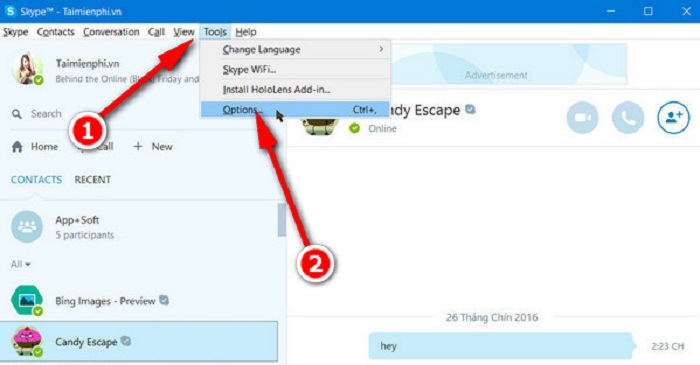 Skype™ - Taimienphi.vn
Skype Contacts Conversation Call View Tools Help
Change Language
Skype WiFi...
Install HoloLens Add-in...
Options... Ctrl+,
1
2
Taimienphi.vn
Behind the Online (Bl Friday and
Search
Home all + New
CONTACTS RECENT
App+Soft
5 participants
All
Bing Images - Preview
Candy Escape
Advertisement
ndy Escape
Online
26 Tháng Chín 2016
hey
2:23 CH